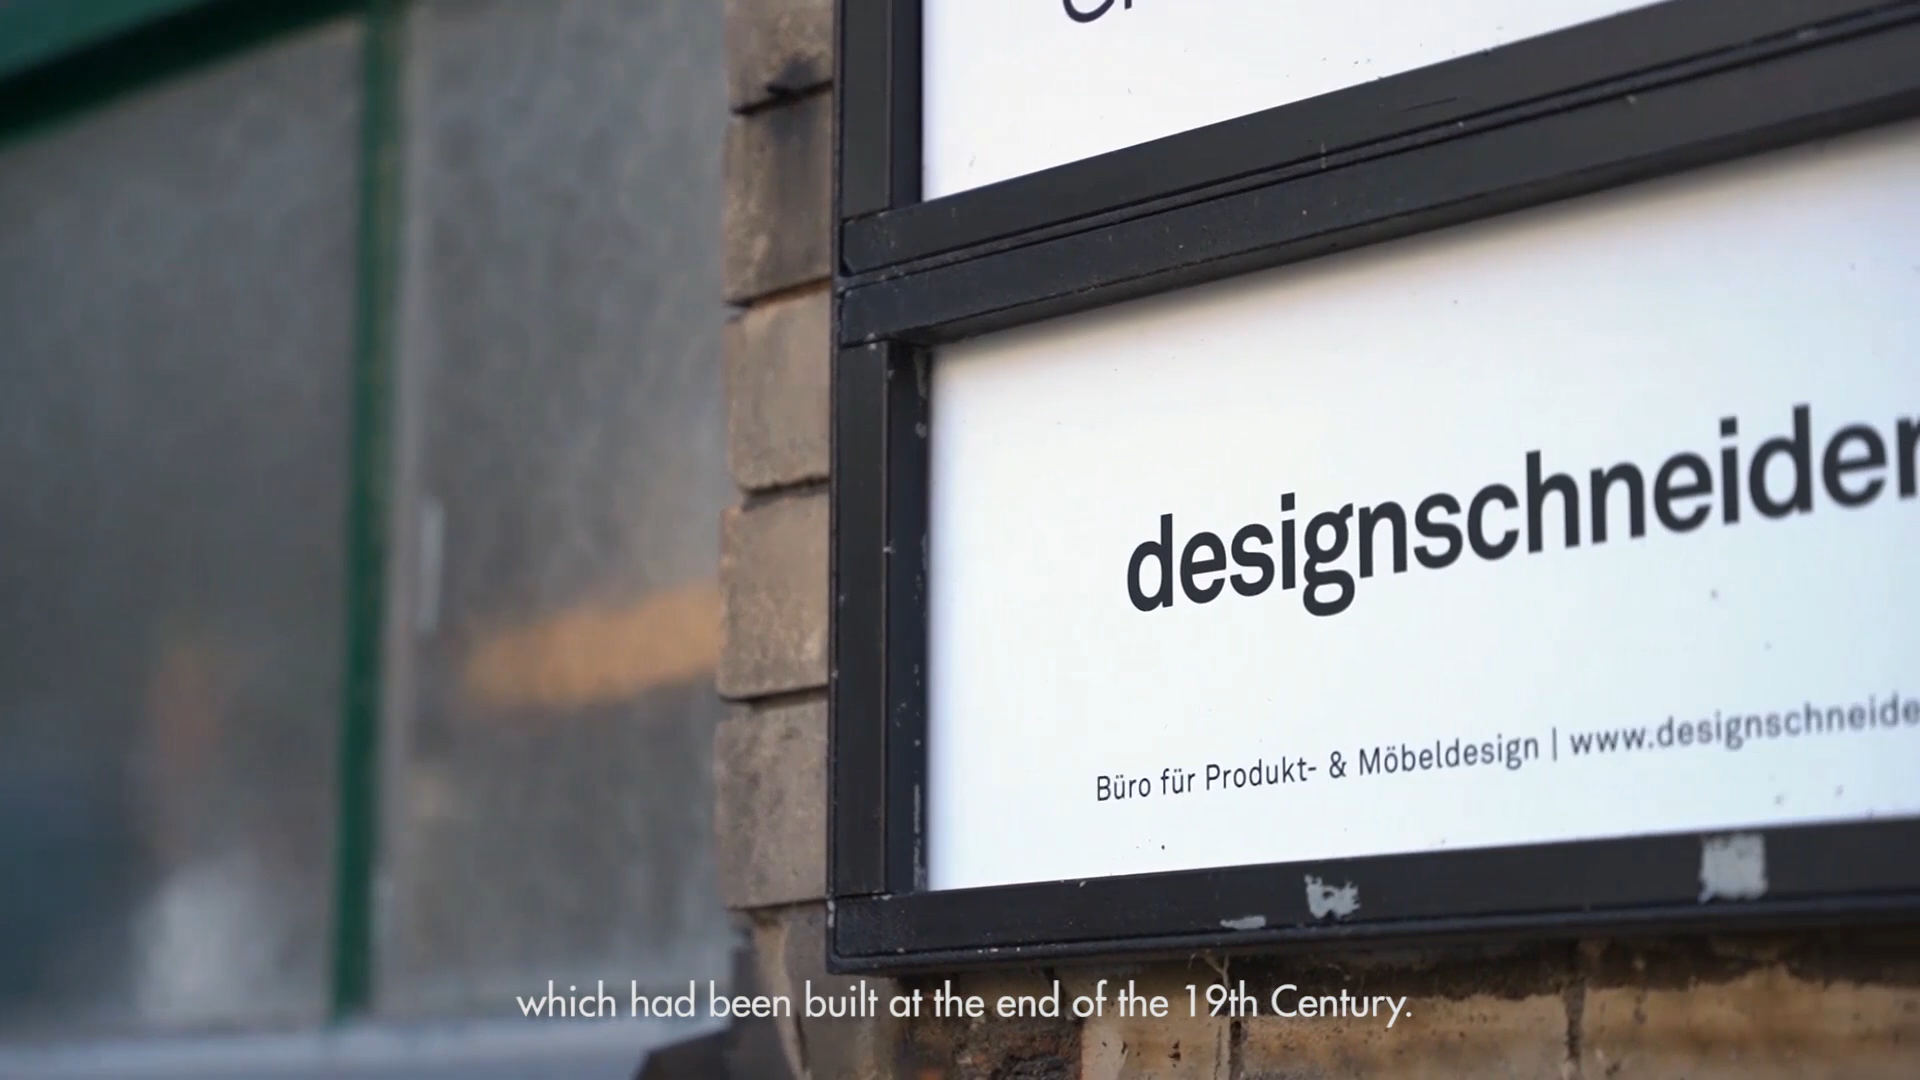 designschneider
Büro für Produkt- & Möbeldesign | www.designschneide
which had been built at the end of the 19th Century.